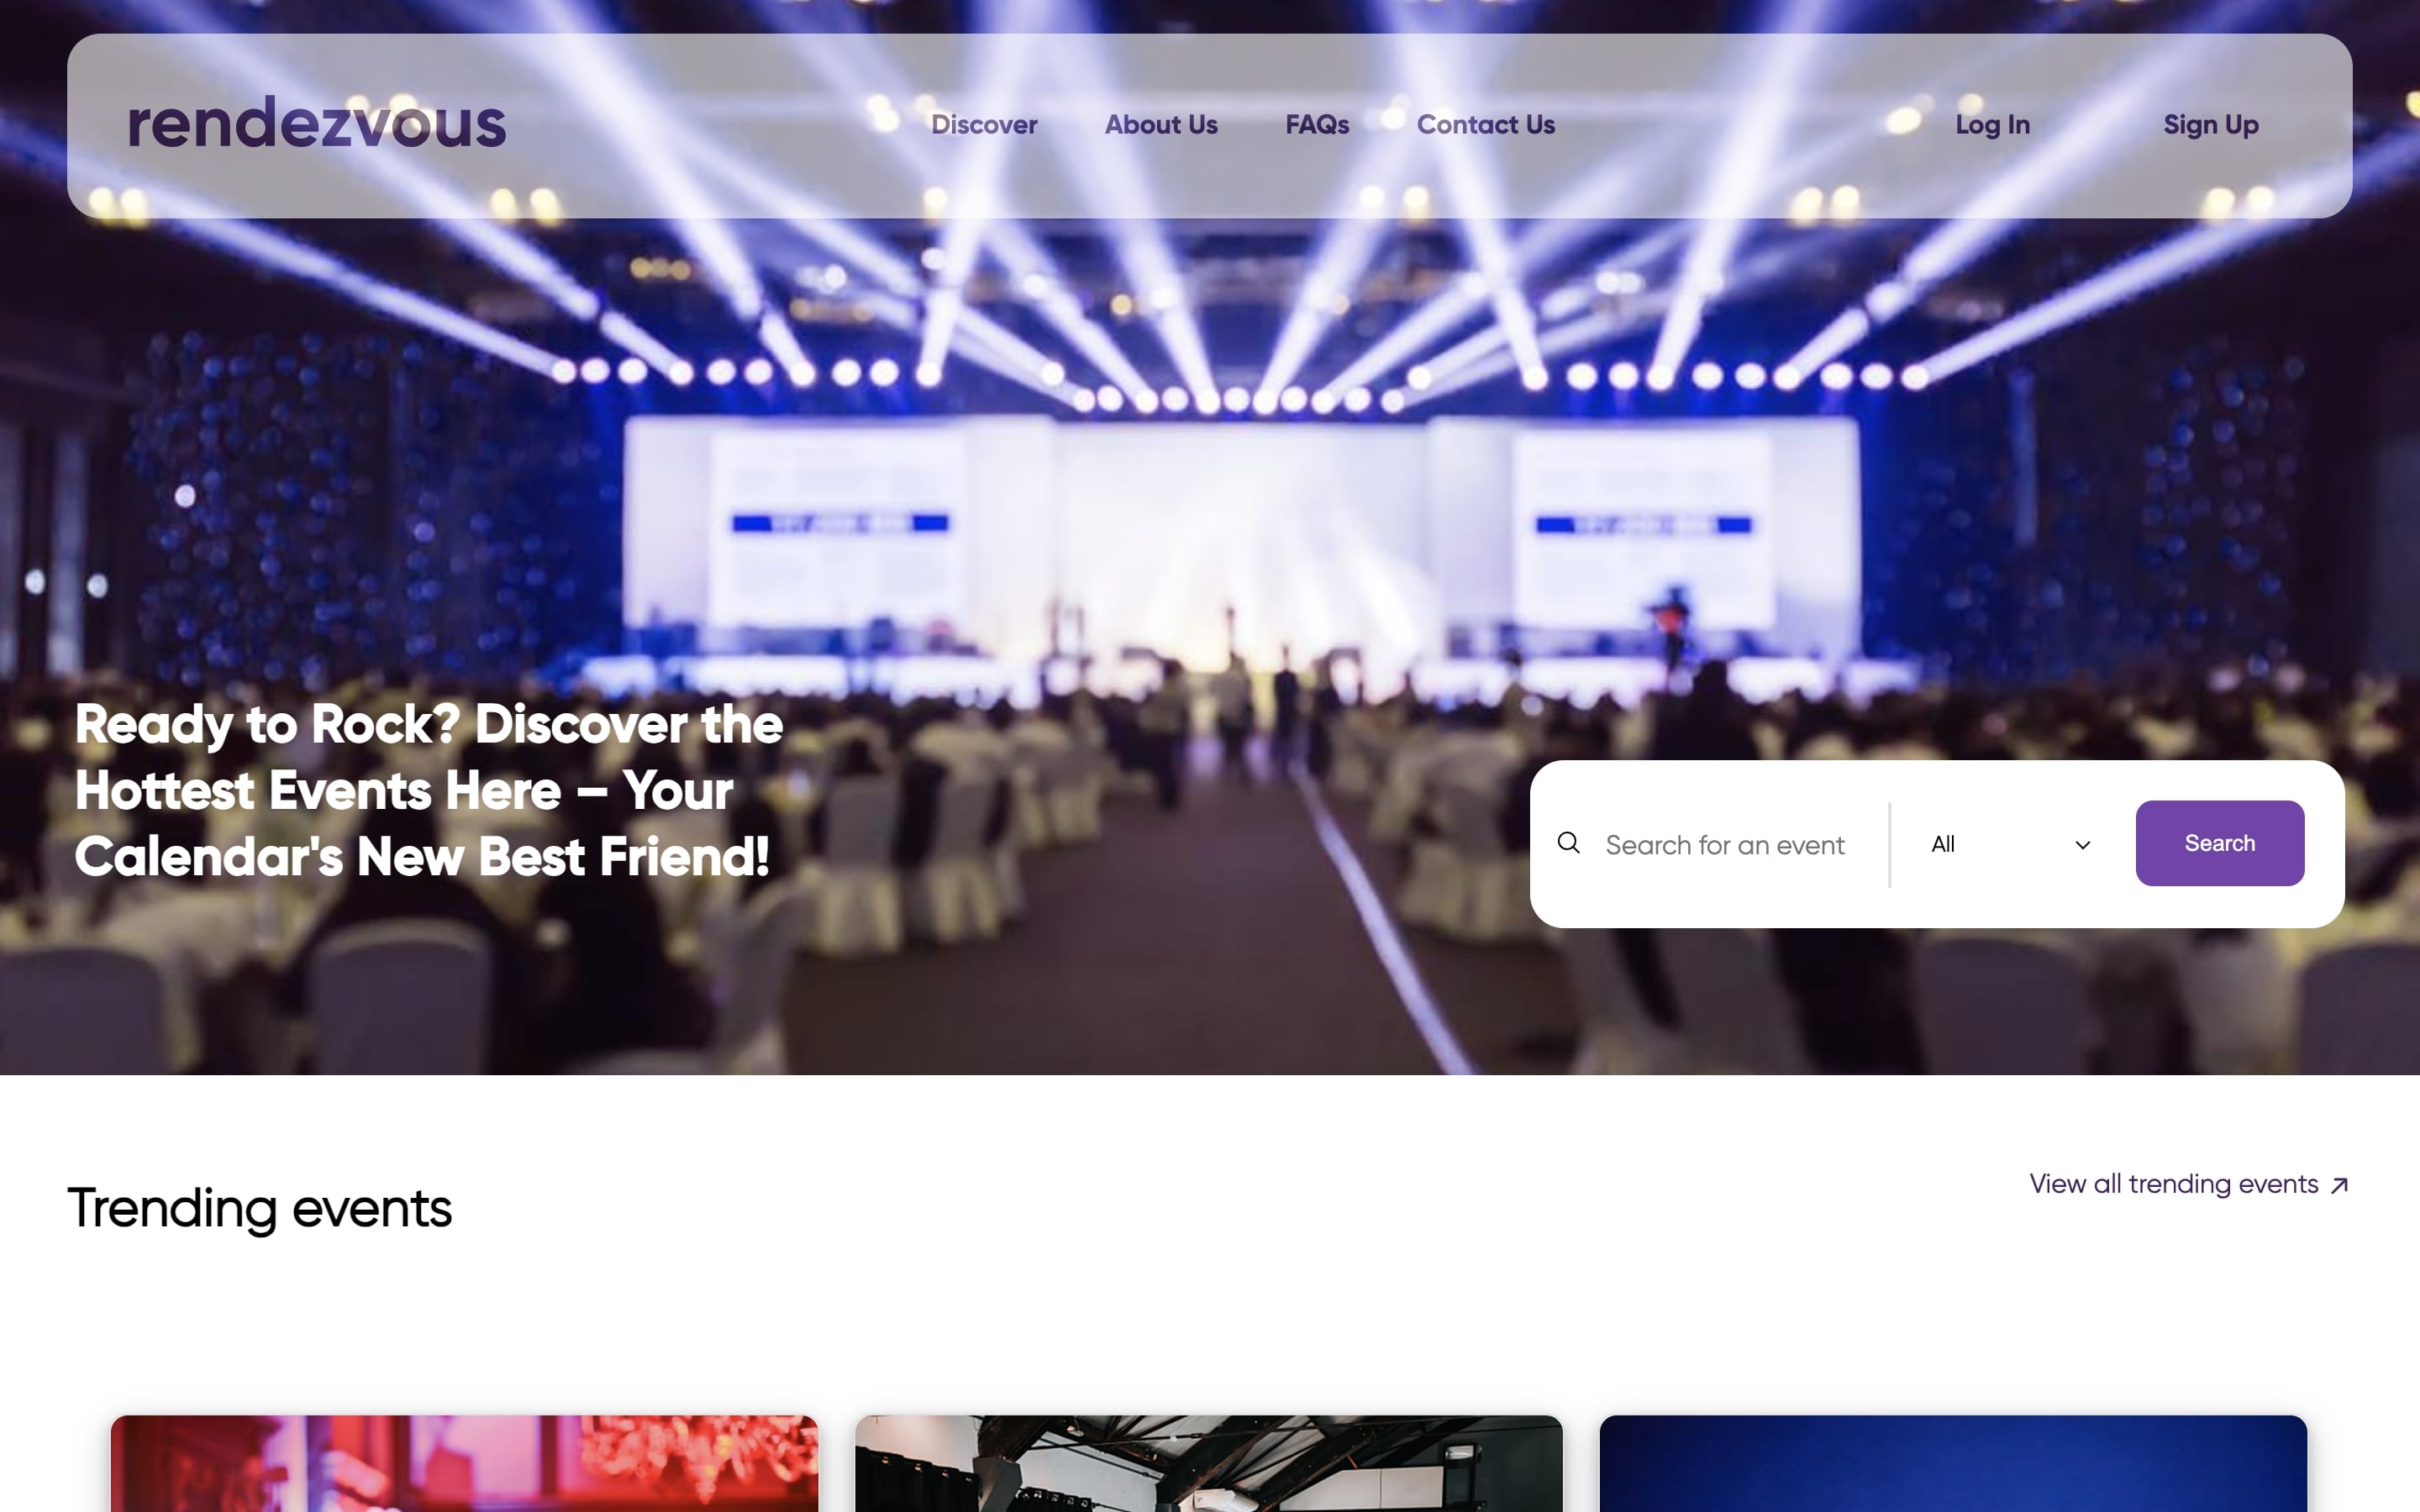 rendezvous
Discover
About Us
FAQs
Contact Us
Log In
Sign Up
Ready to Rock? Discover the
Hottest Events Here – Your
Calendar's New Best Friend!
Search for an event
All
Search
Trending events
View all trending events